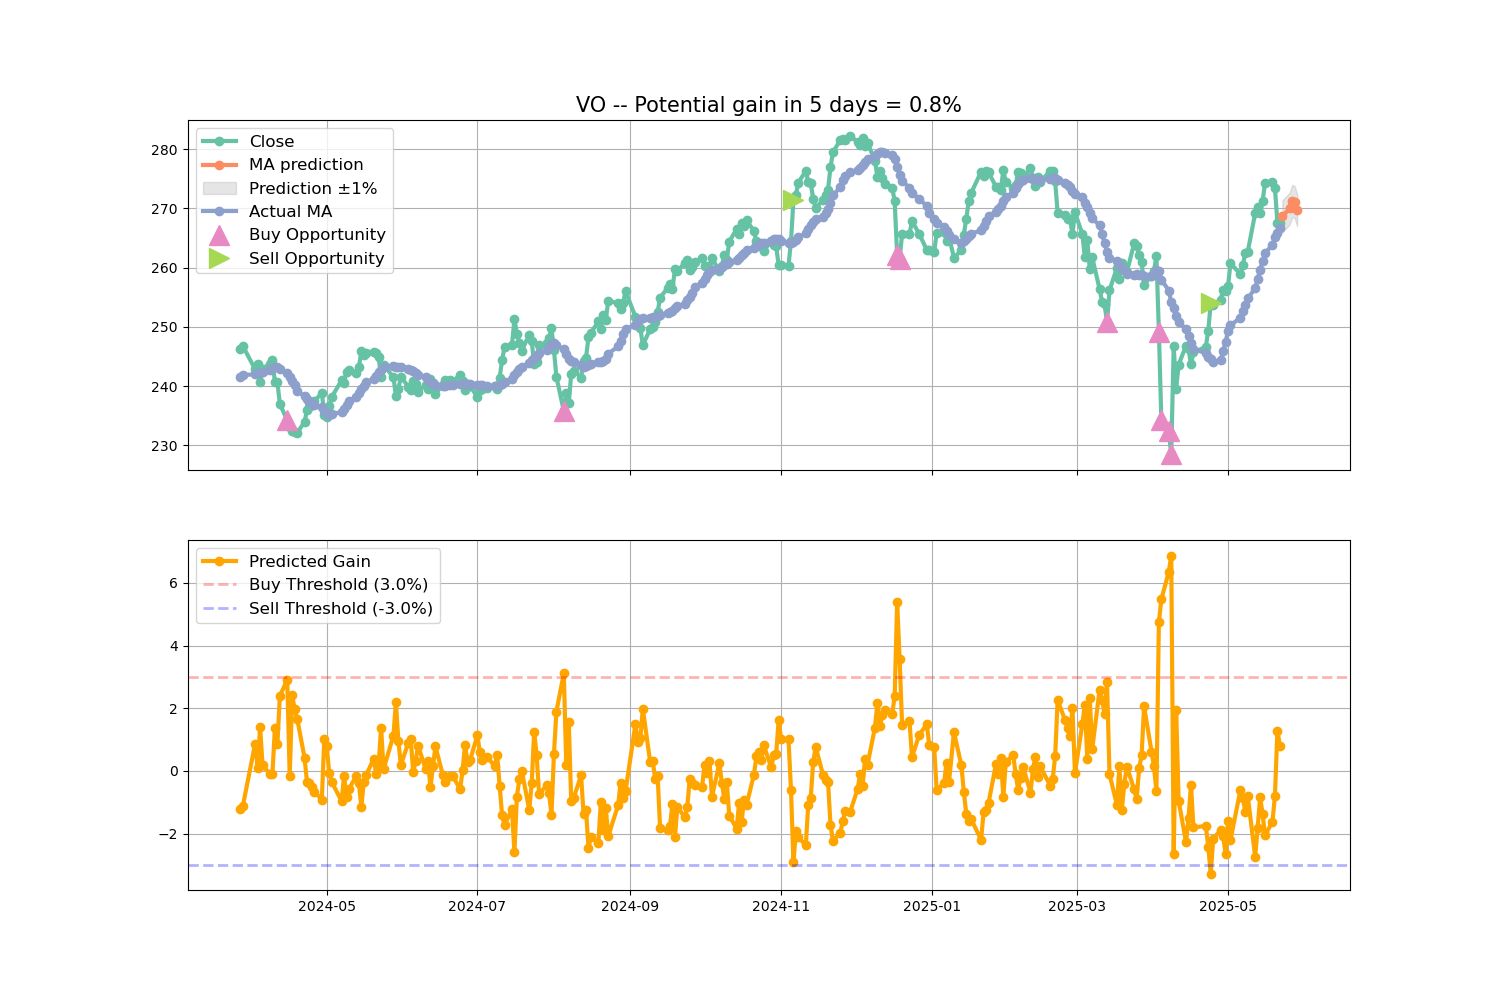 VO -- Potential gain in 5 days = 0.8%
Close
MA prediction
Prediction ±1%
Actual MA
Buy Opportunity
Sell Opportunity
280
270
260
250
240
230
Predicted Gain
Buy Threshold (3.0%)
Sell Threshold (-3.0%)
6
4
2
0
−2
2024-05 2024-07 2024-09 2024-11 2025-01 2025-03 2025-05